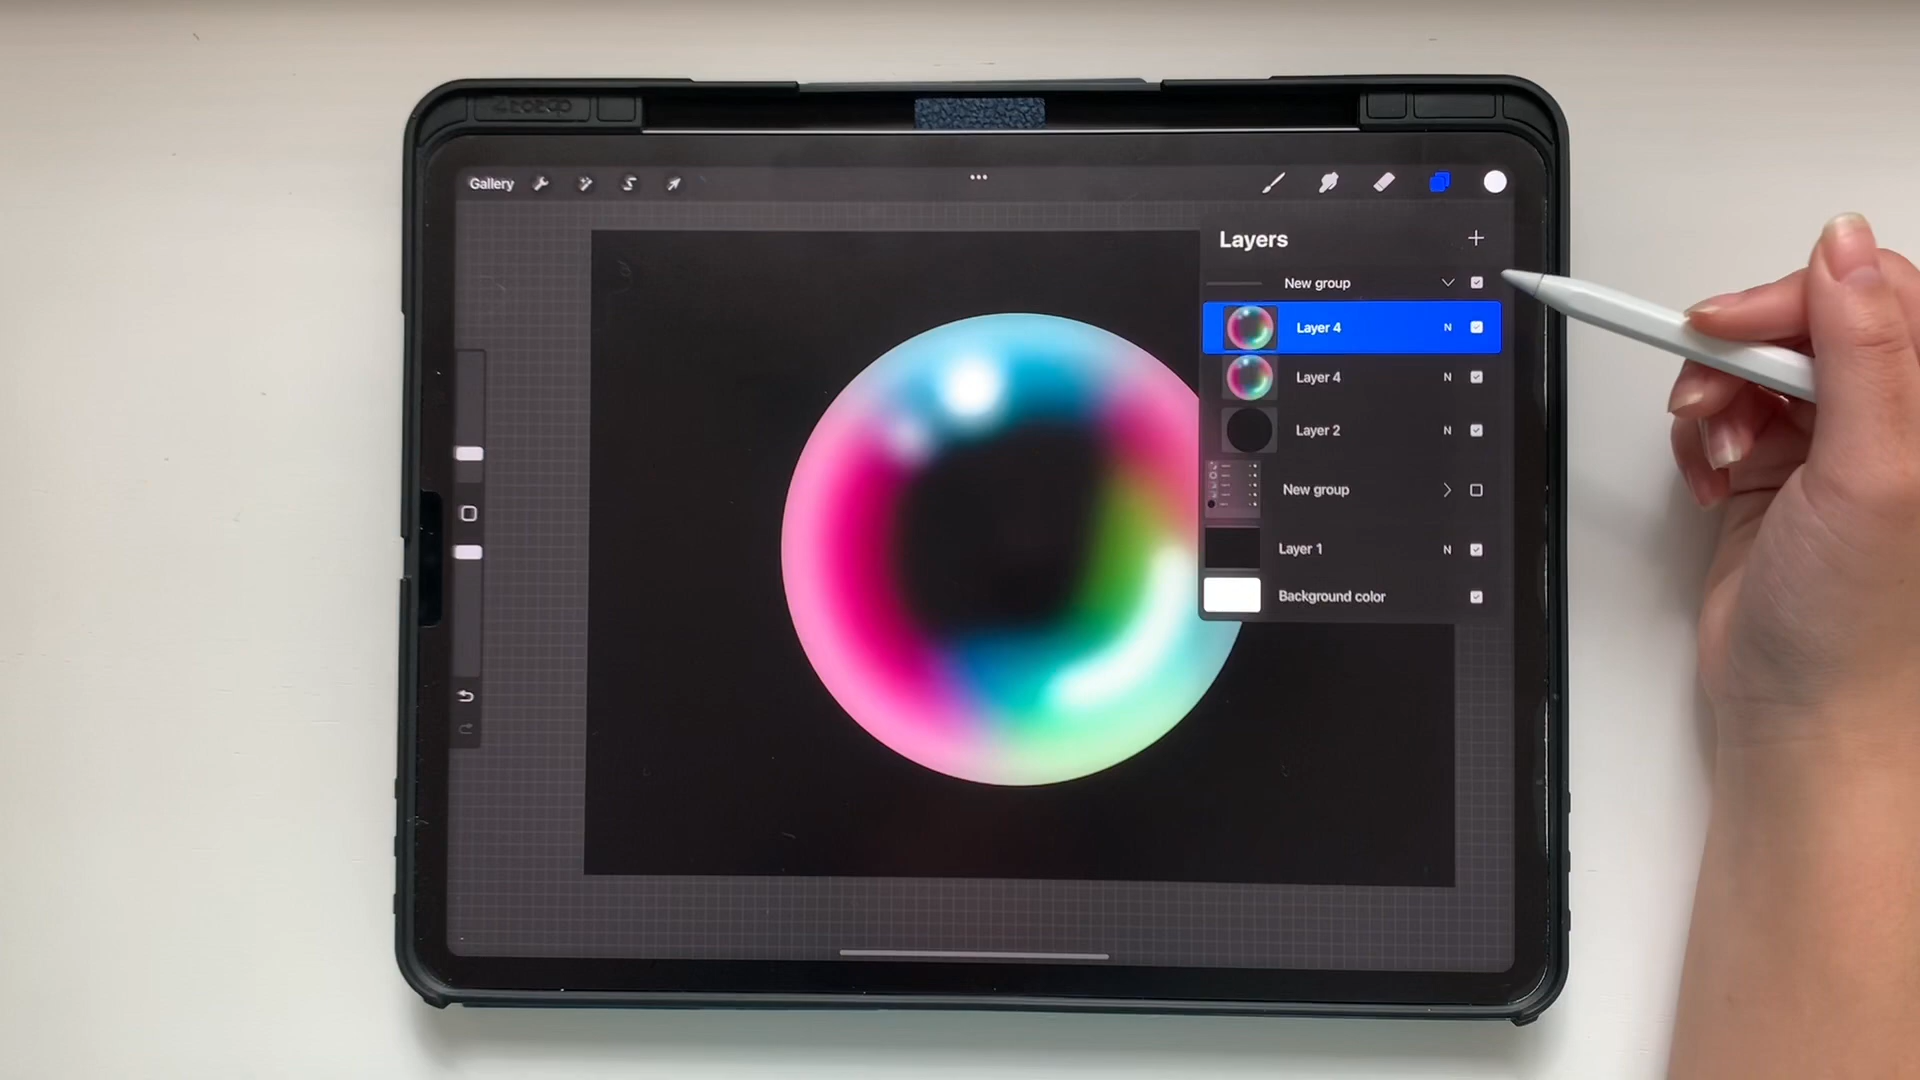 Gallery
Layers
New group
Layer 4 N
Layer 4 N
Layer 2 N
New group
Layer 1 N
Background color